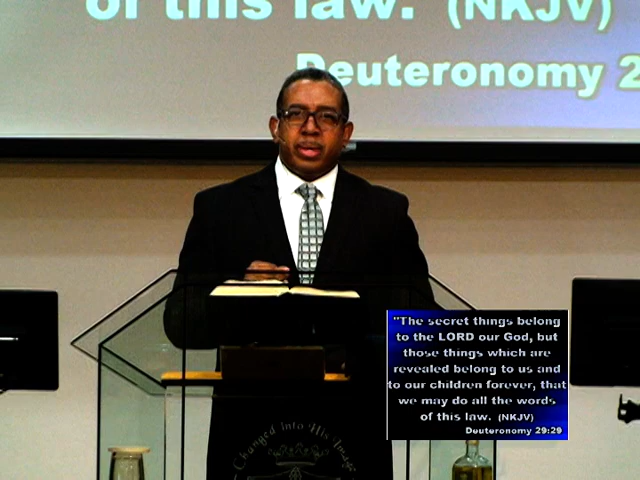 of this law. (NKJV)
Deuteronomy 2
"The secret things belong
to the LORD our God, but
those things which are
revealed belong to us and
to our children forever, that
we may do all the words
of this law. (NKJV)
Deuteronomy 29:29
Changed Into His Image